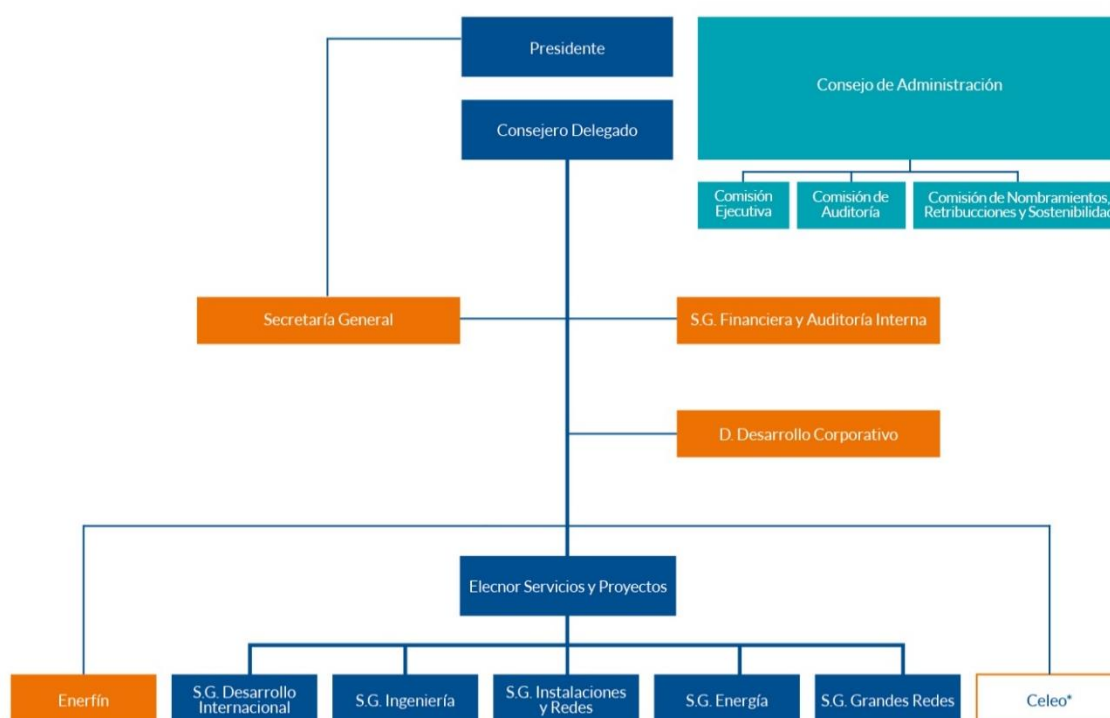 Presidente
Consejo de Administración
Consejero Delegado
Comisión
Ejecutiva
Comisión de
Auditoría
Comisión de Nombramientos,
Retribucciones y Sostenibilidad
Secretaría General
S.G. Financiera y Auditoría Interna
D. Desarrollo Corporativo
Elecnor Servicios y Proyectos
Enerfín
S.G. Desarrollo
Internacional
S.G. Ingeniería
S.G. Instalaciones
y Redes
S.G. Energía
S.G. Grandes Redes
Celeo*